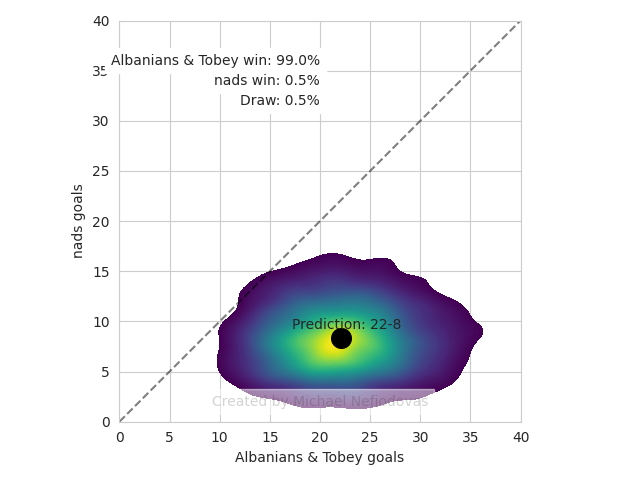 40
Albanians & Tobey win: 99.0%
35
nads win: 0.5%
Draw: 0.5%
30
25
20
15
10
5
0
nads goals
Prediction: 22-8
Created by Michael Nefiodovas
0 5 10 15 20 25 30 35 40
Albanians & Tobey goals